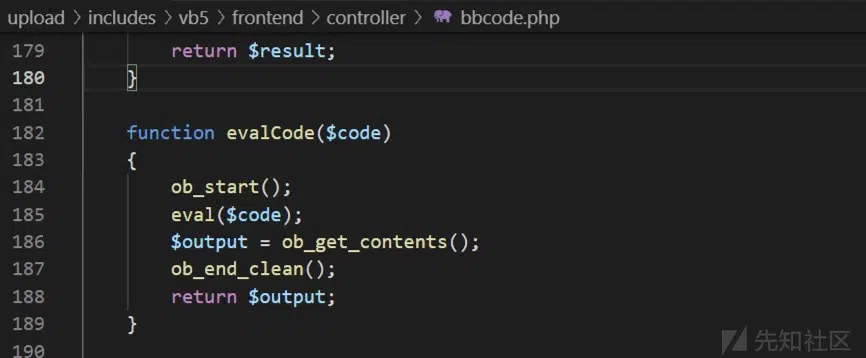 upload > includes > vb5 > frontend > controller > bbcode.php
179 return $result;
180 }
181
182 function evalCode($code)
183 {
184 ob_start();
185 eval($code);
186 $output = ob_get_contents();
187 ob_end_clean();
188 return $output;
189 }
190
先知社区